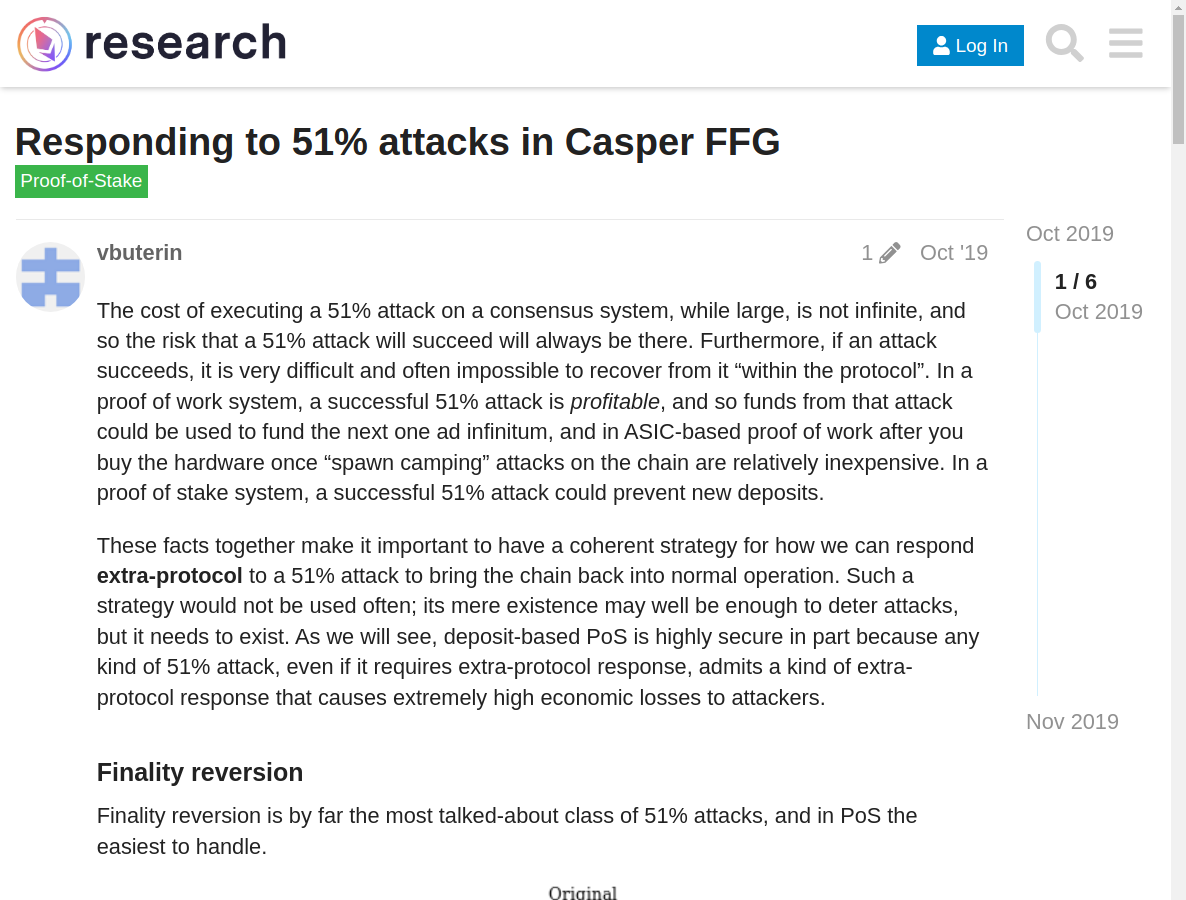 research
Log In
Responding to 51% attacks in Casper FFG
Proof-of-Stake
vbuterin
1
Oct '19
The cost of executing a 51% attack on a consensus system, while large, is not infinite, and
so the risk that a 51% attack will succeed will always be there. Furthermore, if an attack
succeeds, it is very difficult and often impossible to recover from it “within the protocol”. In a
proof of work system, a successful 51% attack is profitable, and so funds from that attack
could be used to fund the next one ad infinitum, and in ASIC-based proof of work after you
buy the hardware once “spawn camping” attacks on the chain are relatively inexpensive. In a
proof of stake system, a successful 51% attack could prevent new deposits.
These facts together make it important to have a coherent strategy for how we can respond
extra-protocol to a 51% attack to bring the chain back into normal operation. Such a
strategy would not be used often; its mere existence may well be enough to deter attacks,
but it needs to exist. As we will see, deposit-based PoS is highly secure in part because any
kind of 51% attack, even if it requires extra-protocol response, admits a kind of extra-
protocol response that causes extremely high economic losses to attackers.
Finality reversion
Finality reversion is by far the most talked-about class of 51% attacks, and in PoS the
easiest to handle.
Original
Oct 2019
1 / 6
Oct 2019
Nov 2019